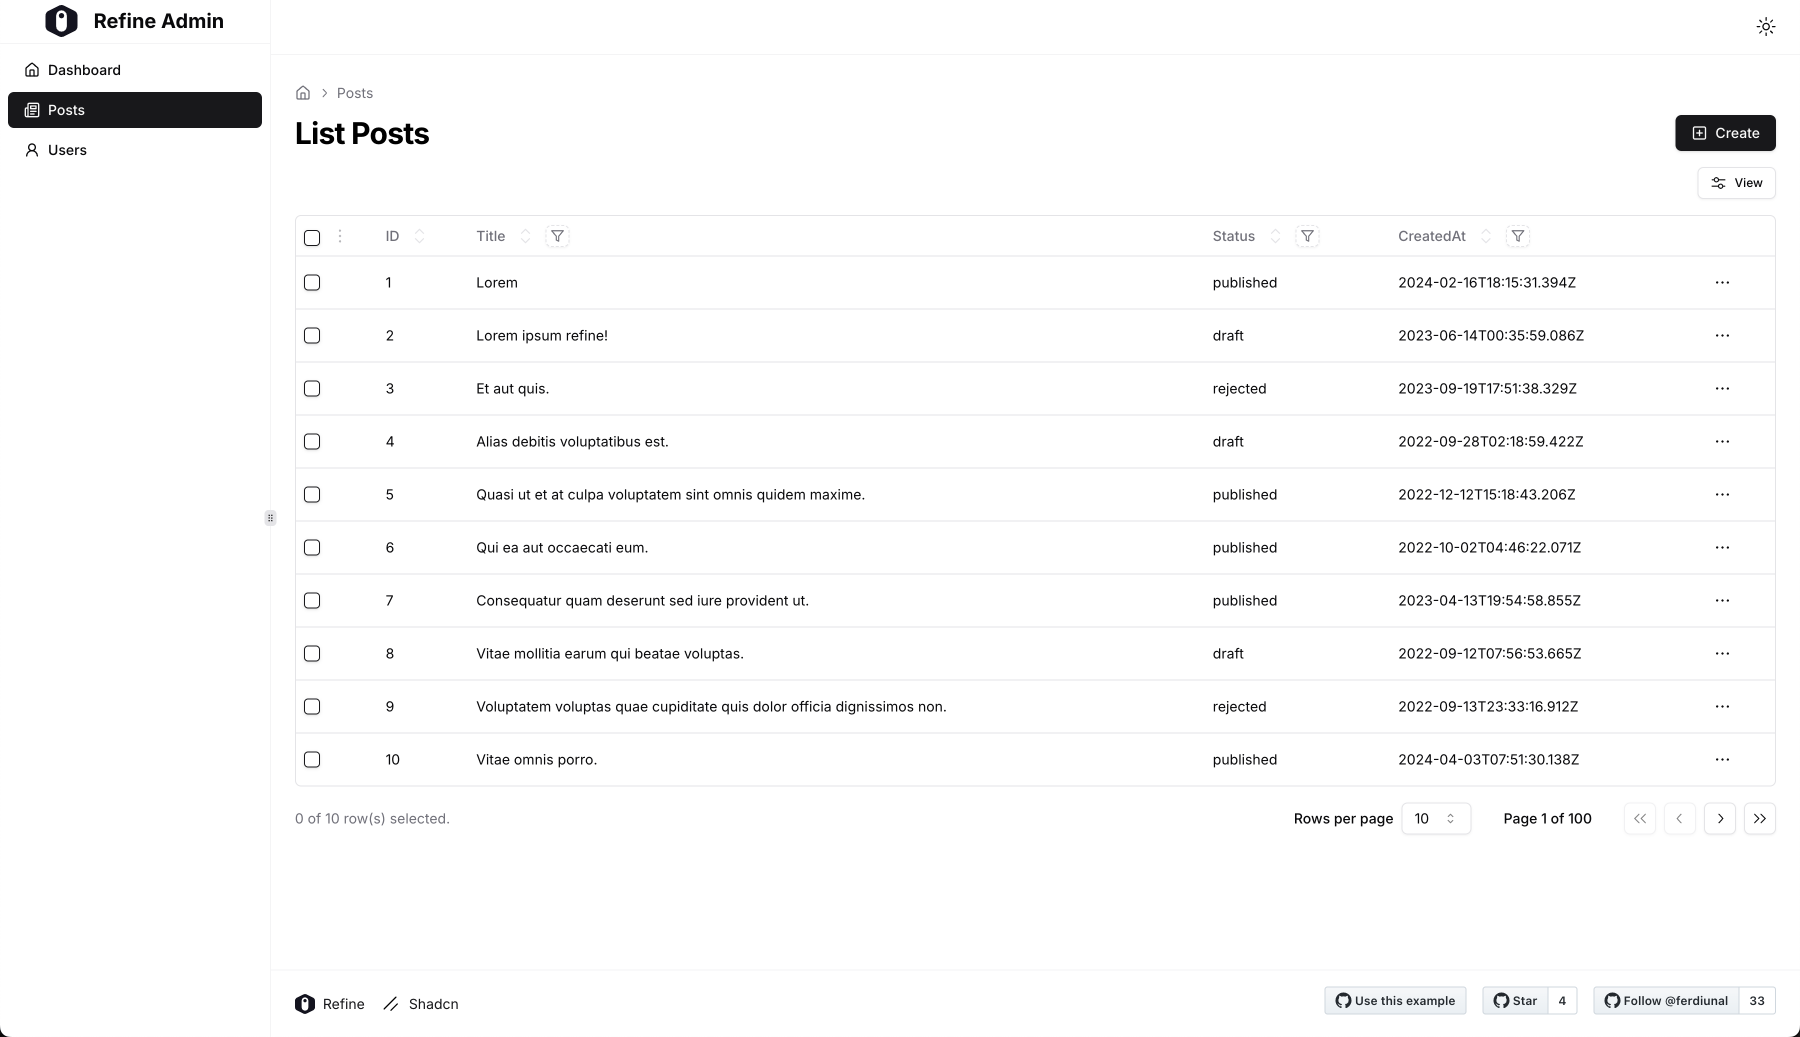 Refine Admin
Dashboard
Posts
Users
Posts
List Posts
Create
View
ID Title Status CreatedAt
1 Lorem published 2024-02-16T18:15:31.394Z
2 Lorem ipsum refine! draft 2023-06-14T00:35:59.086Z
3 Et aut quis. rejected 2023-09-19T17:51:38.329Z
4 Alias debitis voluptatibus est. draft 2022-09-28T02:18:59.422Z
5 Quasi ut et at culpa voluptatem sint omnis quidem maxime. published 2022-12-12T15:18:43.206Z
6 Qui ea aut occaecati eum. published 2022-10-02T04:46:22.071Z
7 Consequatur quam deserunt sed iure provident ut. published 2023-04-13T19:54:58.855Z
8 Vitae mollitia earum qui beatae voluptas. draft 2022-09-12T07:56:53.665Z
9 Voluptatem voluptas quae cupiditate quis dolor officia dignissimos non. rejected 2022-09-13T23:33:16.912Z
10 Vitae omnis porro. published 2024-04-03T07:51:30.138Z
0 of 10 row(s) selected. Rows per page 10 Page 1 of 100
Refine Shadcn Use this example Star 4 Follow @ferdiunal 33